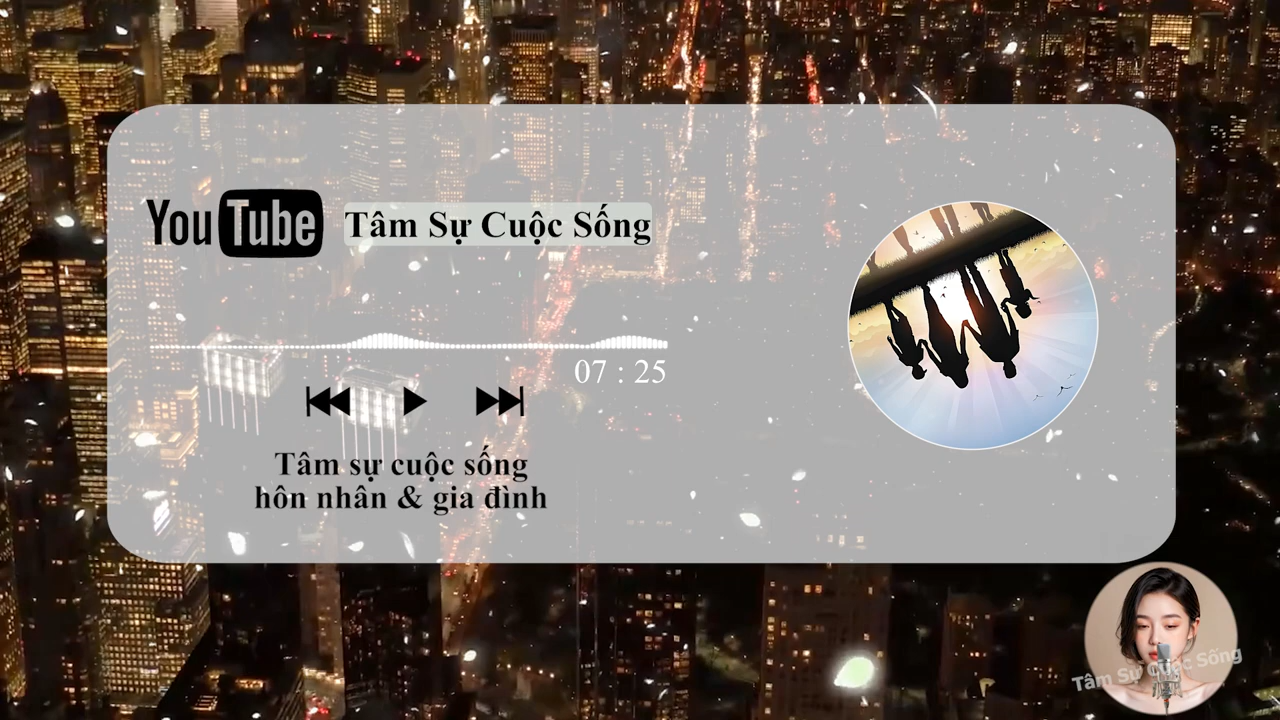 YouTube Tâm Sự Cuộc Sống
07 : 25
Tâm sự cuộc sống
hôn nhân & gia đình
Tâm Sự Cuộc Sống